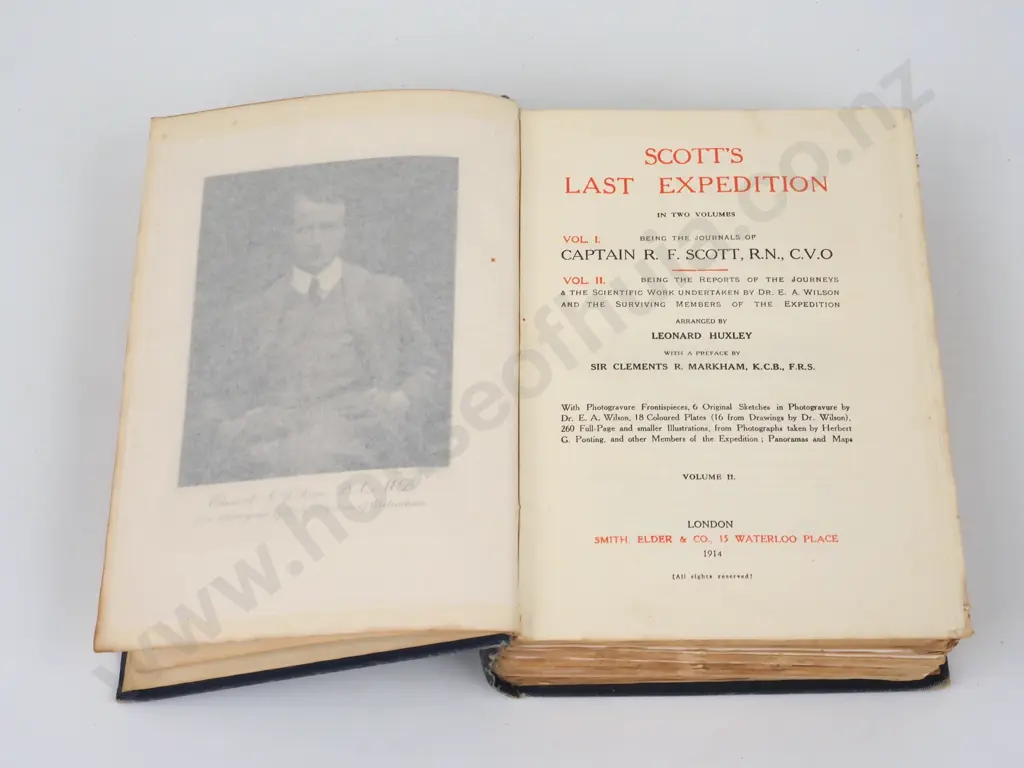 SCOTT'S
LAST EXPEDITION
IN TWO VOLUMES
VOL. I. BEING THE JOURNALS OF
CAPTAIN R. F. SCOTT, R.N., C.V.O
VOL. II. BEING THE REPORTS OF THE JOURNEYS
& THE SCIENTIFIC WORK UNDERTAKEN BY DR. E. A. WILSON
AND THE SURVIVING MEMBERS OF THE EXPEDITION
ARRANGED BY
LEONARD HUXLEY
WITH A PREFACE BY
SIR CLEMENTS R. MARKHAM, K.C.B., F.R.S.
With Photogravure Frontispieces, 6 Original Sketches in Photogravure by
Dr. E. A. Wilson, 18 Coloured Plates (16 from Drawings by Dr. Wilson),
260 Full-Page and smaller Illustrations, from Photographs taken by Herbert
G. Ponting, and other Members of the Expedition ; Panoramas and Maps
VOLUME II.
LONDON
SMITH, ELDER & CO., 15 WATERLOO PLACE
1914
[All rights reserved]
www.houseofhuia.co.nz